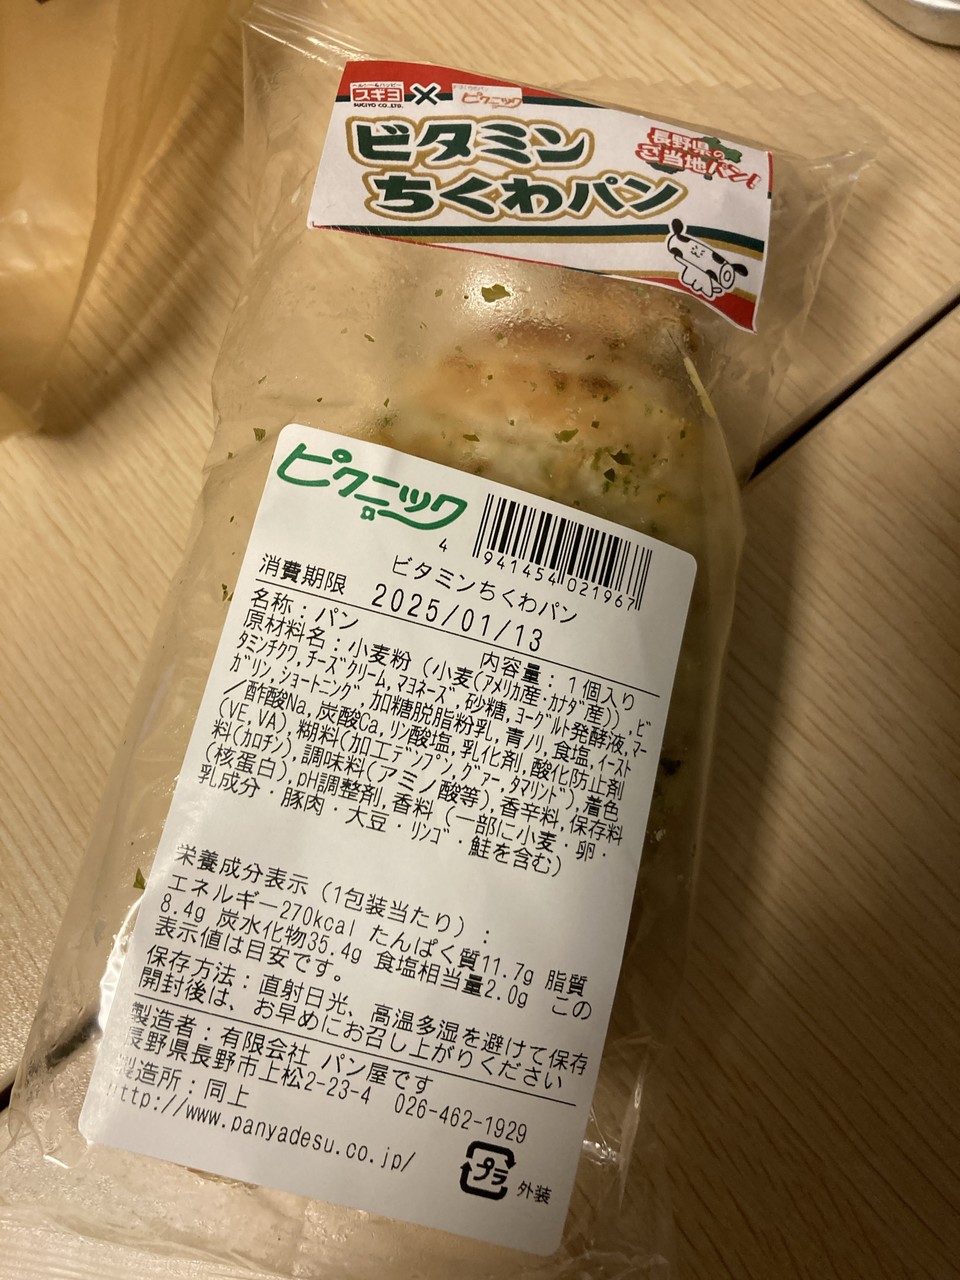 ヘルシー&ハッピー
スギヨ
SUGIYO CO.,LTD.
×
ピクニック
長野県の
ご当地パン!
ビタミン
ちくわパン
ピクニック
4 941454 021967
ビタミンちくわパン
消費期限 2025/01/13
名称:パン 内容量:1個入り
原材料名:小麦粉(小麦(アメリカ産・カナダ産)),ビ
タミンチクワ,チーズクリーム,マヨネーズ,砂糖,ヨーグルト発酵液,マー
ガリン,ショートニング,加糖脱脂粉乳,青ノリ,食塩,イースト
/酢酸Na,炭酸Ca,リン酸塩,乳化剤,酸化防止剤
(VE,VA)糊料(加工デンプン,グアー,タマリンド),着色
料(カロチン),調味料(アミノ酸等),香辛料,保存料
(核蛋白),pH調整剤,香料(一部に小麦・卵・
乳成分・豚肉・大豆・リンゴ・鮭を含む)
栄養成分表示(1包装当たり):
エネルギー270kcal たんぱく質11.7g 脂質
8.4g 炭水化物35.4g 食塩相当量2.0g この
表示値は目安です。
保存方法:直射日光、高温多湿を避けて保存
開封後は、お早めにお召し上がりください
製造者:有限会社 パン屋です
長野県長野市上松2-23-4 026-462-1929
製造所:同上
http://www.panyadesu.co.jp/
プラ
外装